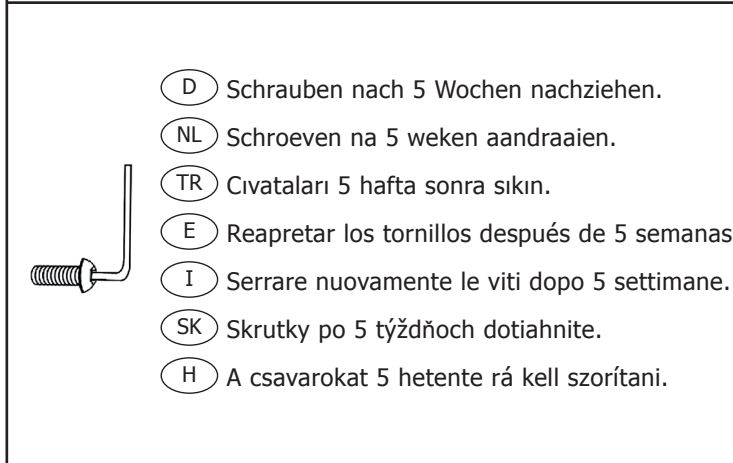 D Schrauben nach 5 Wochen nachziehen.
NL Schroeven na 5 weken aandraaien.
TR Cıvataları 5 hafta sonra sıkın.
E Reapretar los tornillos después de 5 semanas
I Serrare nuovamente le viti dopo 5 settimane.
SK Skrutky po 5 týždňoch dotiahnite.
H A csavarokat 5 hetente rá kell szorítani.